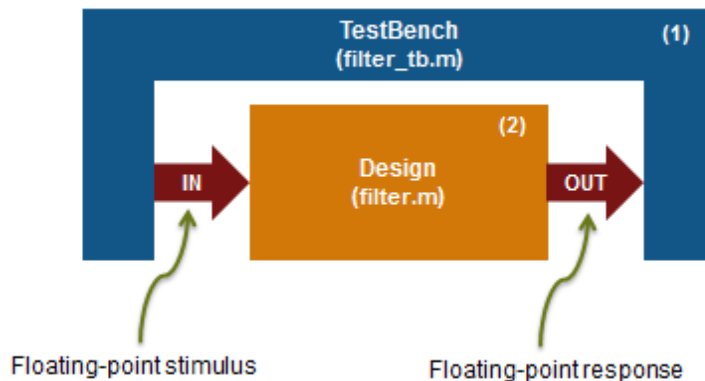 TestBench
(filter_tb.m)
(1)
(2)
Design
(filter.m)
IN
OUT
Floating-point stimulus
Floating-point response